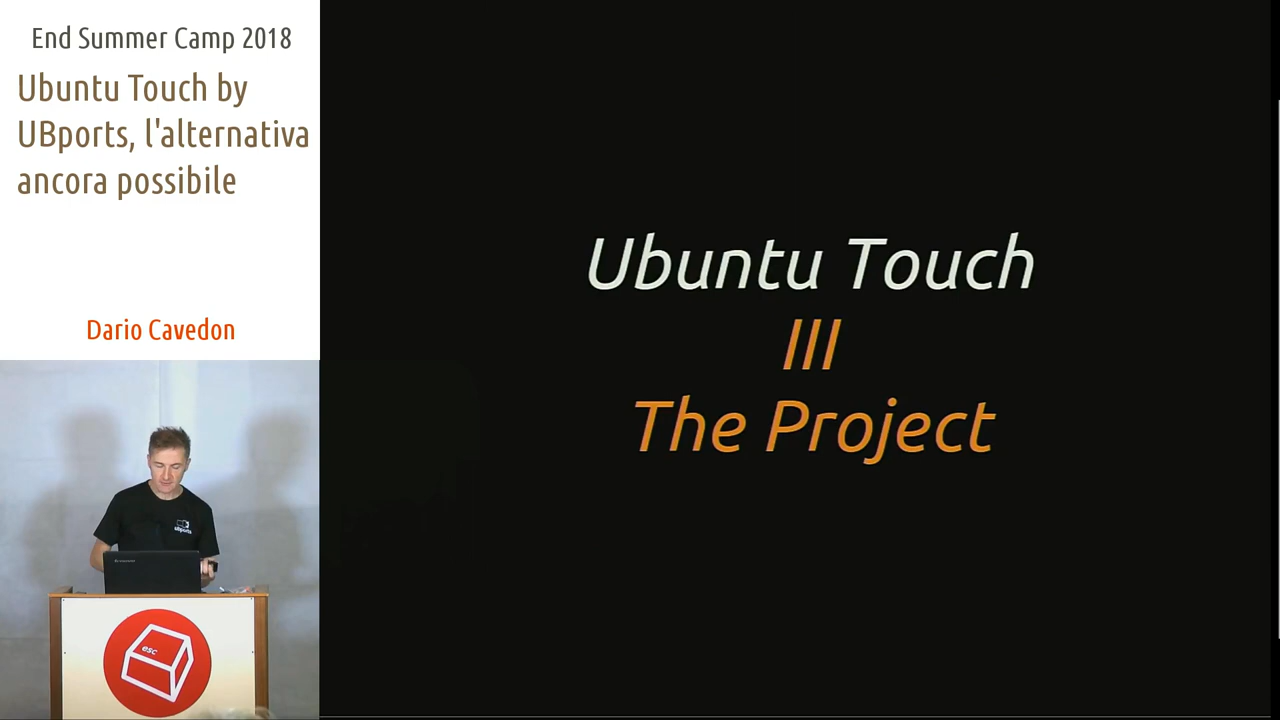 End Summer Camp 2018
Ubuntu Touch by
UBports, l'alternativa
ancora possibile
Dario Cavedon
Ubuntu Touch
III
The Project
UBports
esc